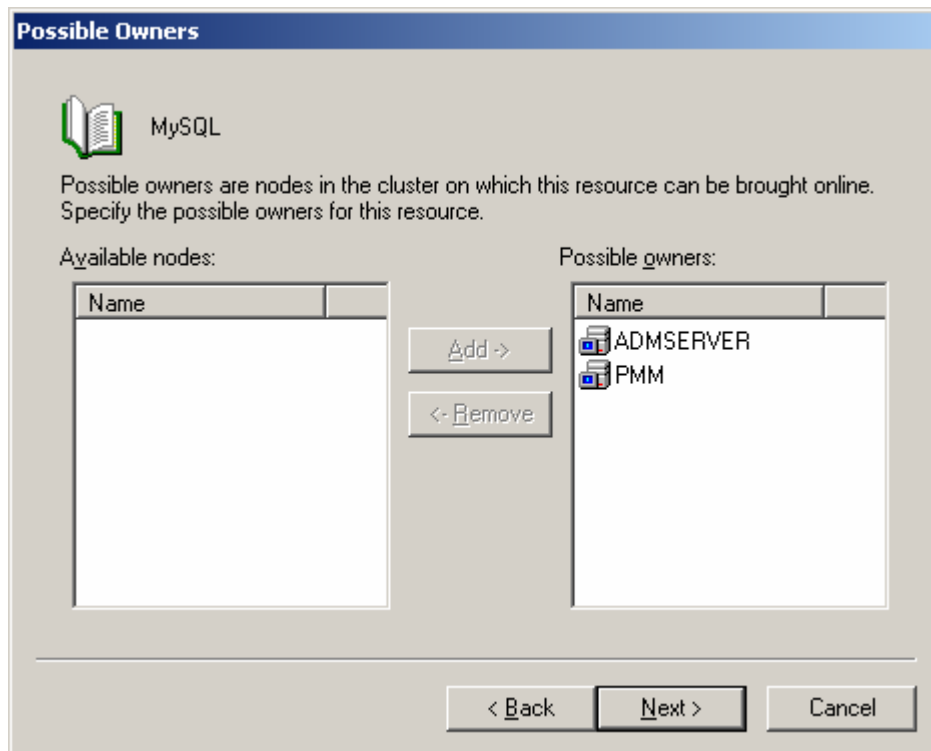 Possible Owners
MySQL
Possible owners are nodes in the cluster on which this resource can be brought online.
Specify the possible owners for this resource.
Available nodes:
Possible owners:
Name
Name
ADMSERVER
PMM
Add ->
<- Remove
< Back
Next >
Cancel